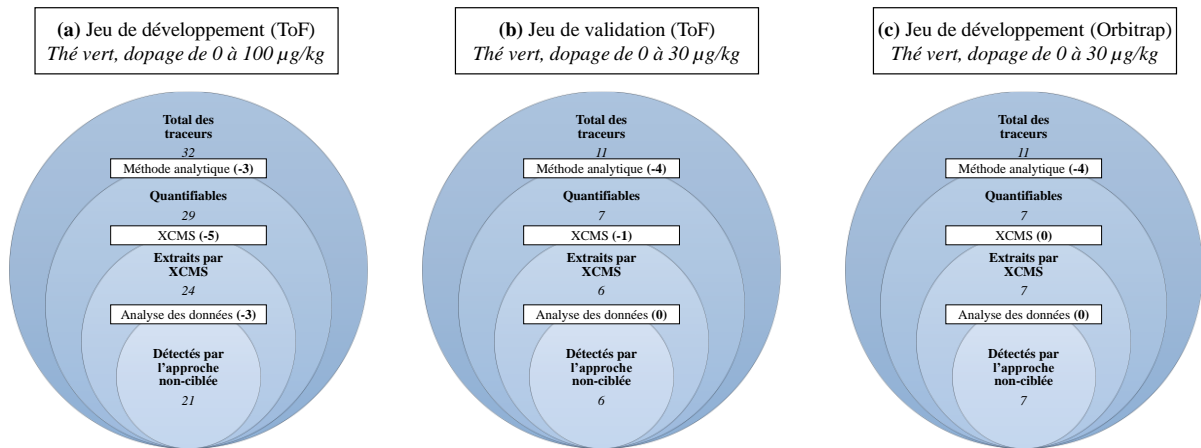 (a) Jeu de développement (ToF)
Thé vert, dopage de 0 à 100 µg/kg
Total des
traceurs
32
Méthode analytique (-3)
Quantifiables
29
XCMS (-5)
Extraits par
XCMS
24
Analyse des données (-3)
Détectés par
l'approche
non-ciblée
21
(b) Jeu de validation (ToF)
Thé vert, dopage de 0 à 30 µg/kg
Total des
traceurs
11
Méthode analytique (-4)
Quantifiables
7
XCMS (-1)
Extraits par
XCMS
6
Analyse des données (0)
Détectés par
l'approche
non-ciblée
6
(c) Jeu de développement (Orbitrap)
Thé vert, dopage de 0 à 30 µg/kg
Total des
traceurs
11
Méthode analytique (-4)
Quantifiables
7
XCMS (0)
Extraits par
XCMS
7
Analyse des données (0)
Détectés par
l'approche
non-ciblée
7